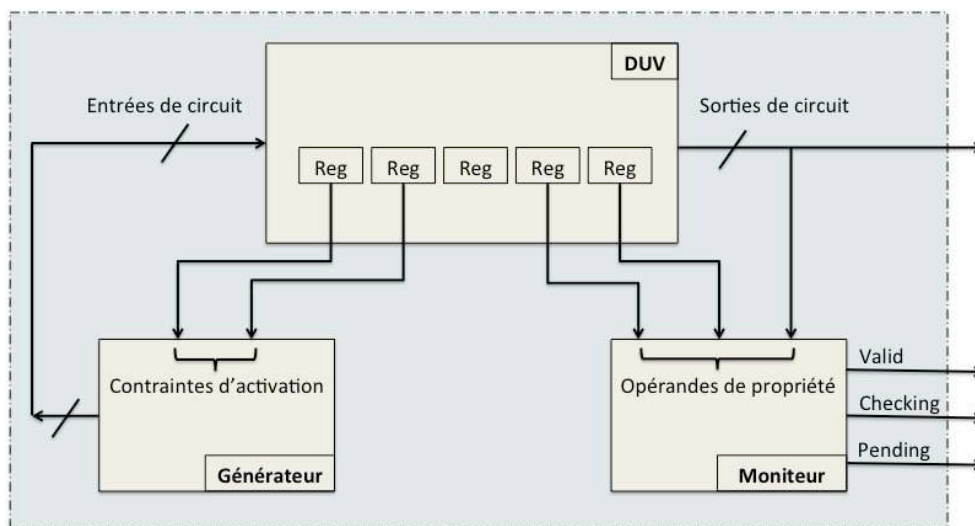 DUV
Entrées de circuit
Sorties de circuit
Reg
Reg
Reg
Reg
Reg
Contraintes d'activation
Opérandes de propriété
Valid
Checking
Pending
Générateur
Moniteur